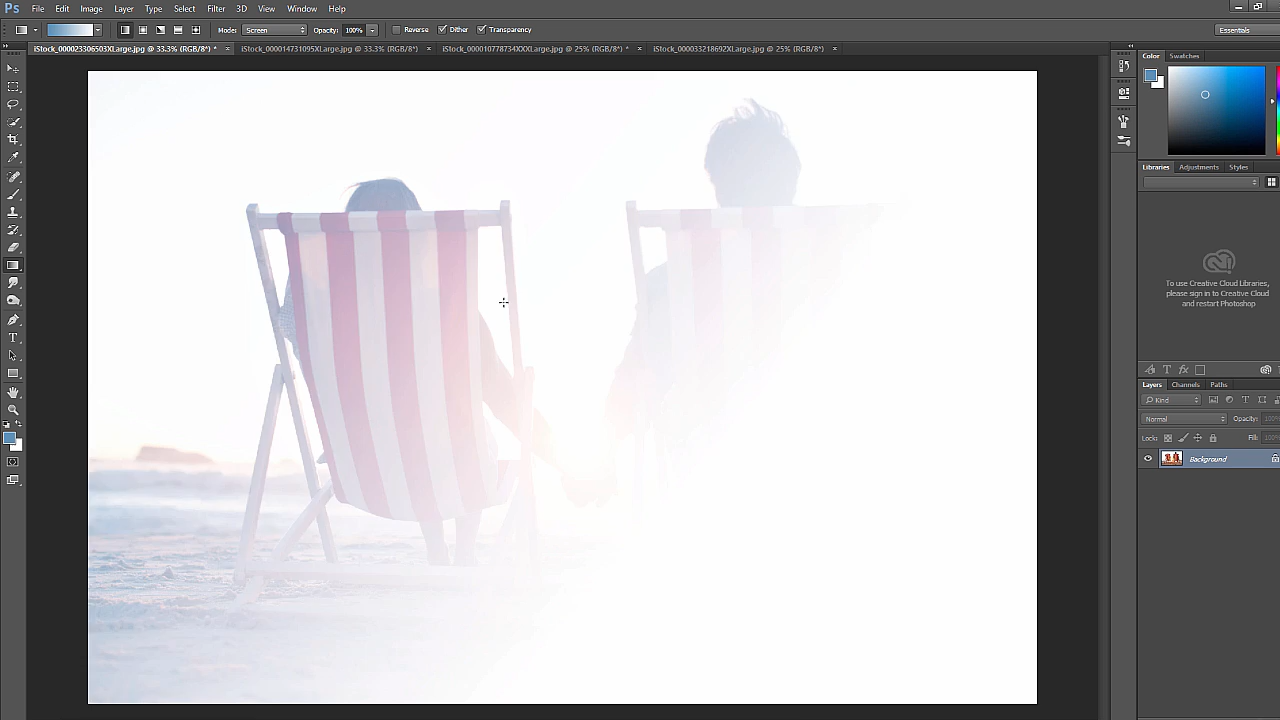 Ps File Edit Image Layer Type Select Filter 3D View Window Help
Mode: Screen Opacity: 100% Reverse Dither Transparency Essentials
iStock_000023306503XLarge.jpg @ 33.3% (RGB/8*) * × iStock_000014731095XLarge.jpg @ 33.3% (RGB/8*) × iStock_000010778734XXXLarge.jpg @ 25% (RGB/8*) * × iStock_000033218692XLarge.jpg @ 25% (RGB/8*) ×
Color Swatches
Libraries Adjustments Styles
To use Creative Cloud Libraries,
please sign in to Creative Cloud
and restart Photoshop
Layers Channels Paths
Kind
Normal Opacity: 100%
Lock: Fill: 100%
Background